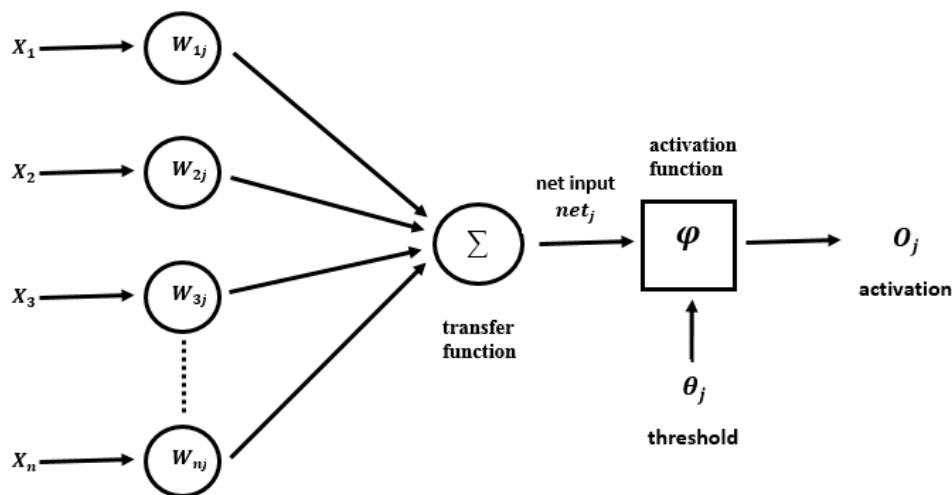 X₁
W₁ⱼ
X₂
W₂ⱼ
X₃
W₃ⱼ
Xₙ
Wₙⱼ
∑
transfer
function
net input
netⱼ
activation
function
φ
θⱼ
threshold
Oⱼ
activation